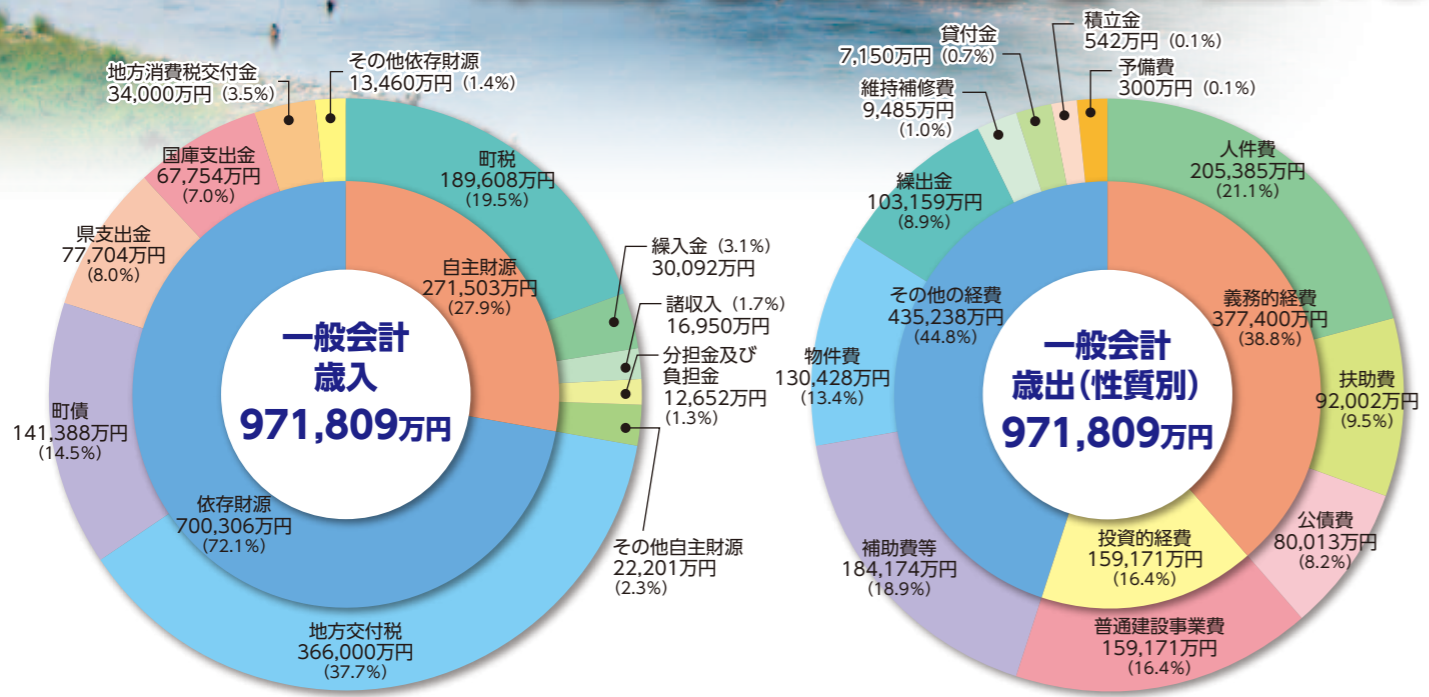 一般会計
歳入
971,809万円
自主財源
271,503万円
(27.9%)
町税
189,608万円
(19.5%)
繰入金 (3.1%)
30,092万円
諸収入 (1.7%)
16,950万円
分担金及び
負担金
12,652万円
(1.3%)
その他自主財源
22,201万円
(2.3%)
依存財源
700,306万円
(72.1%)
地方交付税
366,000万円
(37.7%)
町債
141,388万円
(14.5%)
県支出金
77,704万円
(8.0%)
国庫支出金
67,754万円
(7.0%)
地方消費税交付金
34,000万円 (3.5%)
その他依存財源
13,460万円 (1.4%)
一般会計
歳出(性質別)
971,809万円
義務的経費
377,400万円
(38.8%)
人件費
205,385万円
(21.1%)
扶助費
92,002万円
(9.5%)
公債費
80,013万円
(8.2%)
投資的経費
159,171万円
(16.4%)
普通建設事業費
159,171万円
(16.4%)
その他の経費
435,238万円
(44.8%)
補助費等
184,174万円
(18.9%)
物件費
130,428万円
(13.4%)
繰出金
103,159万円
(8.9%)
維持補修費
9,485万円
(1.0%)
貸付金
7,150万円 (0.7%)
積立金
542万円 (0.1%)
予備費
300万円 (0.1%)